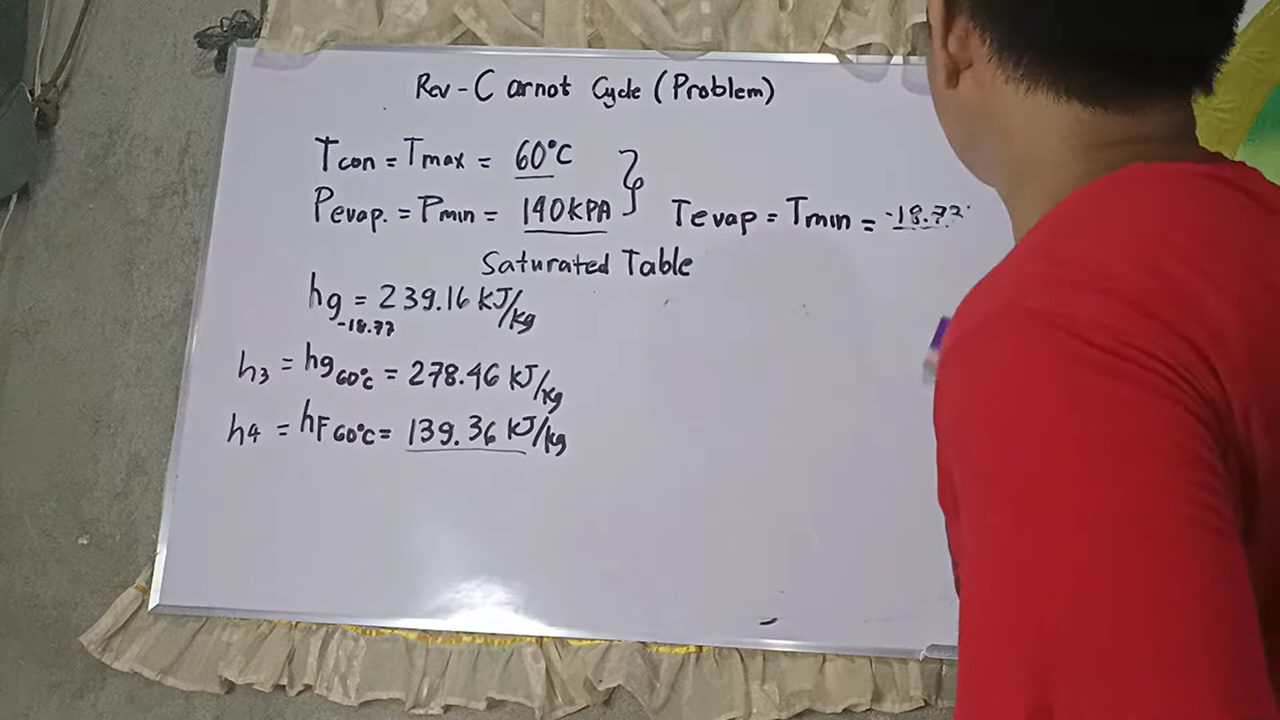 Rev-Carnot Cycle (Problem)
Tcon = Tmax = 60°C
Pevap. = Pmin = 140KPA
Tevap = Tmin = -18.77°
Saturated Table
hg-18.77 = 239.16 KJ/kg
h3 = hg60°c = 278.46 KJ/kg
h4 = hF60°c = 139.36 KJ/kg